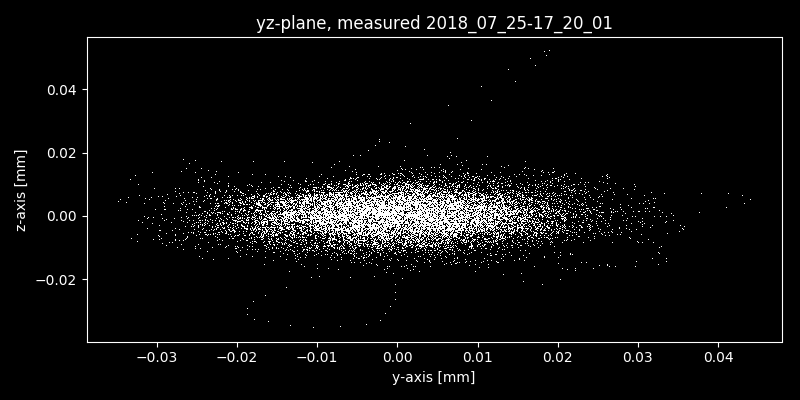 yz-plane, measured 2018_07_25-17_20_01
z-axis [mm]
0.04
0.02
0.00
−0.02
−0.03 −0.02 −0.01 0.00 0.01 0.02 0.03 0.04
y-axis [mm]